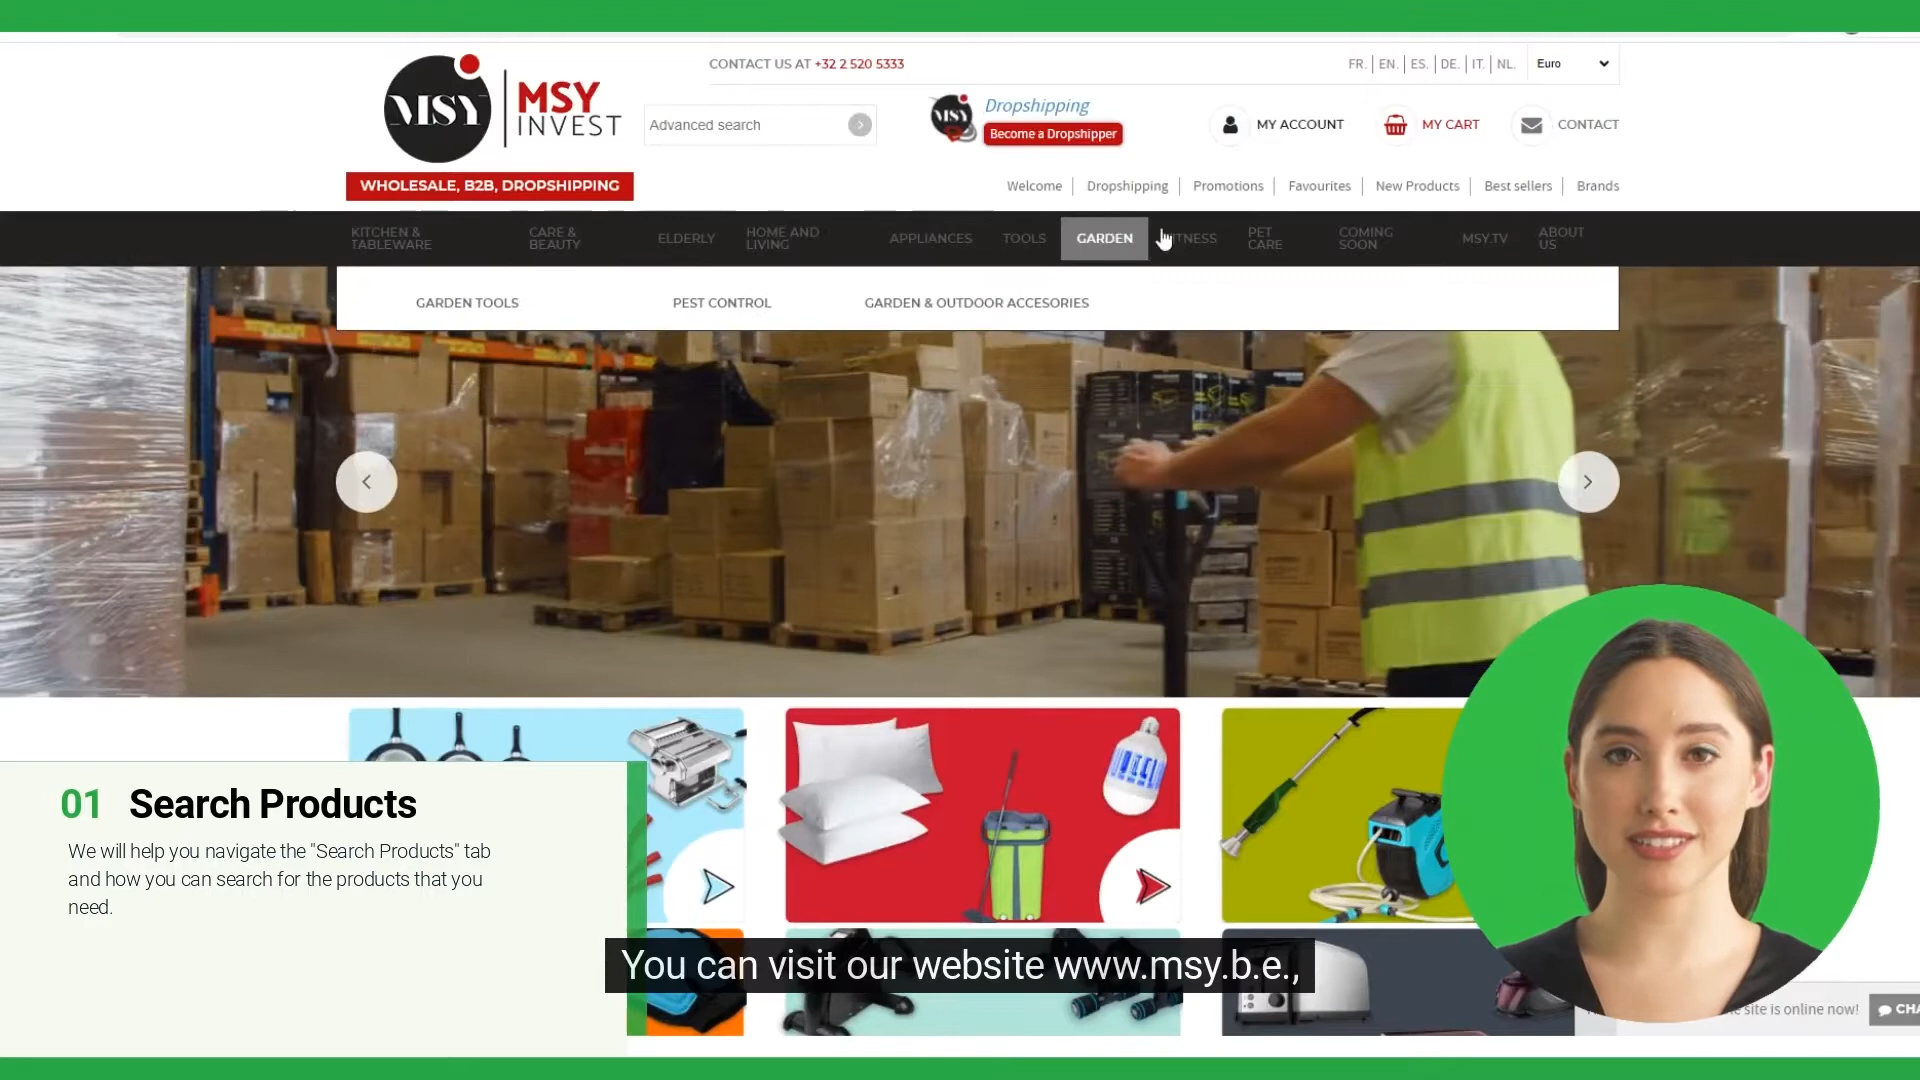 CONTACT US AT +32 2 520 5333
FR. EN. ES. DE. IT. NL. Euro
MSY
MSY
INVEST
Advanced search
MSY
Dropshipping
Become a Dropshipper
MY ACCOUNT
MY CART
CONTACT
WHOLESALE, B2B, DROPSHIPPING
Welcome Dropshipping Promotions Favourites New Products Best sellers Brands
KITCHEN &
TABLEWARE
CARE &
BEAUTY
ELDERLY
HOME AND
LIVING
APPLIANCES
TOOLS
GARDEN
FITNESS
PET
CARE
COMING
SOON
MSY.TV
ABOUT
US
GARDEN TOOLS PEST CONTROL GARDEN & OUTDOOR ACCESORIES
01 Search Products
We will help you navigate the "Search Products" tab
and how you can search for the products that you
need.
You can visit our website www.msy.b.e.,
site is online now!